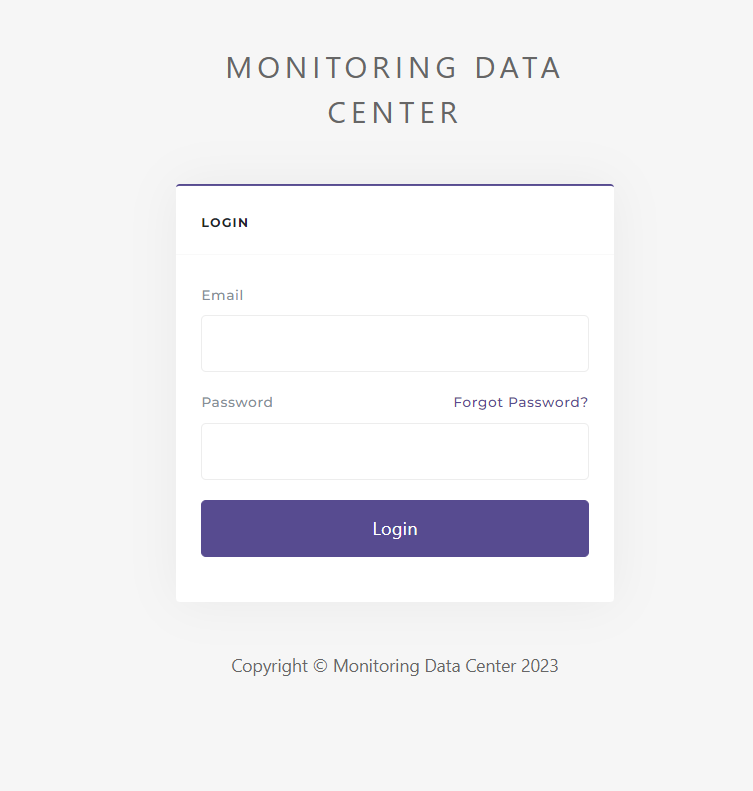 MONITORING DATA
CENTER
LOGIN
Email
Password
Forgot Password?
Login
Copyright © Monitoring Data Center 2023